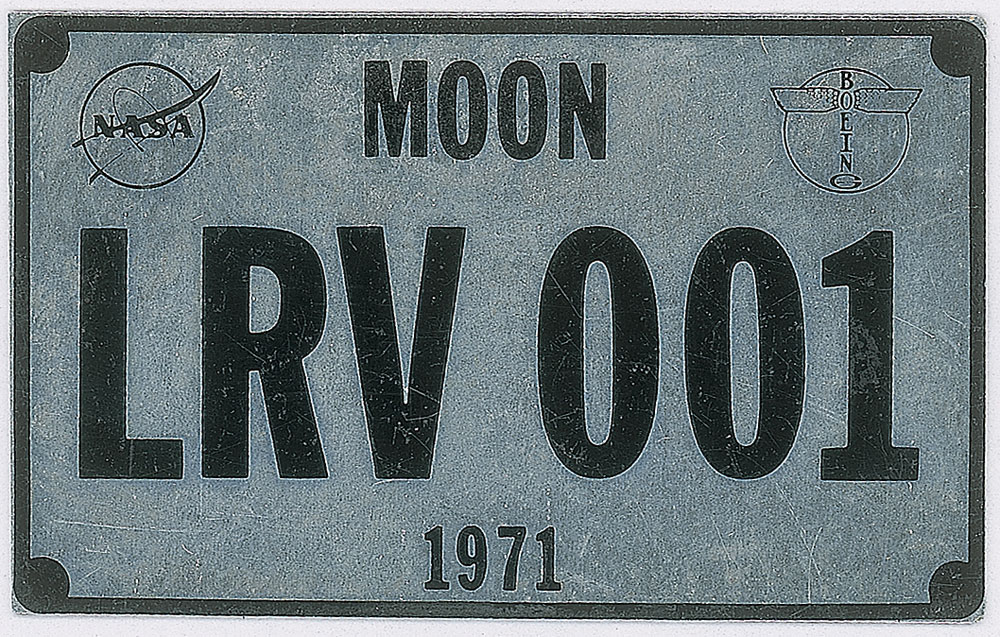 MOON
NASA
BOEING
LRV 001
1971